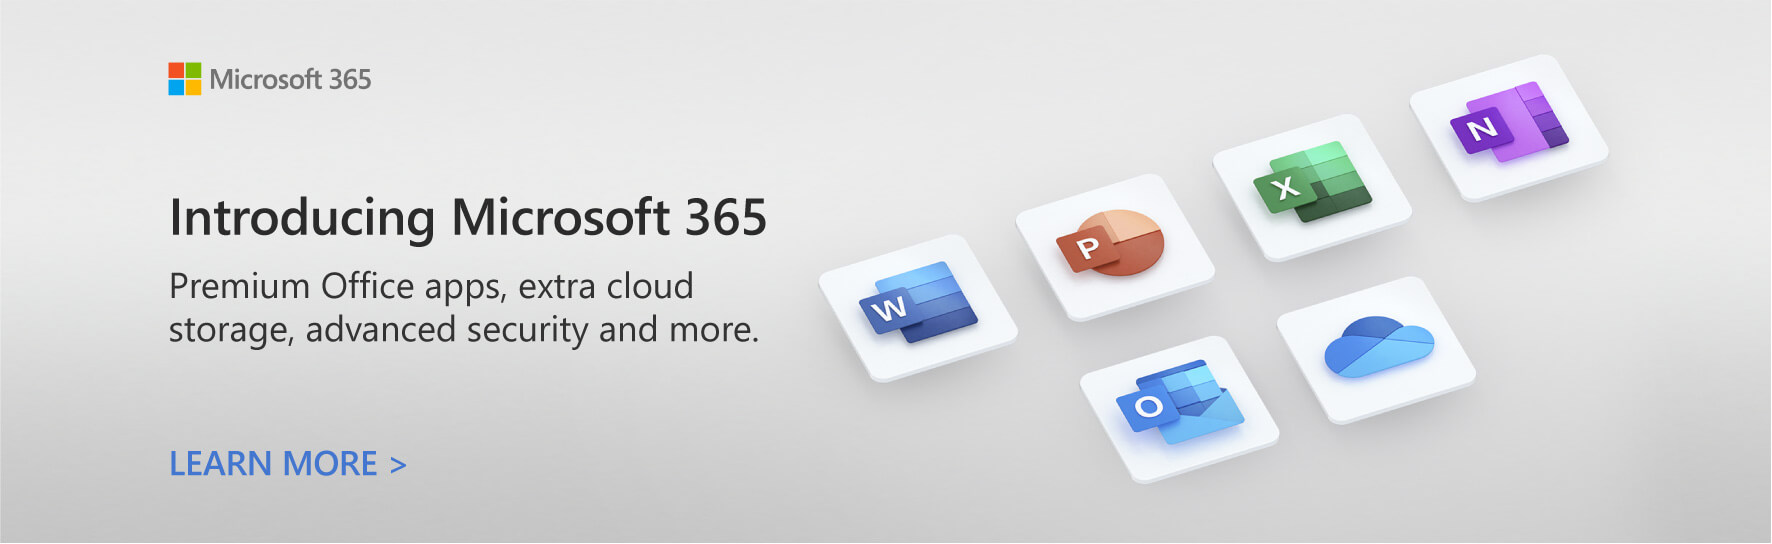 Microsoft 365
Introducing Microsoft 365
Premium Office apps, extra cloud
storage, advanced security and more.
LEARN MORE >
W
P
X
N
O